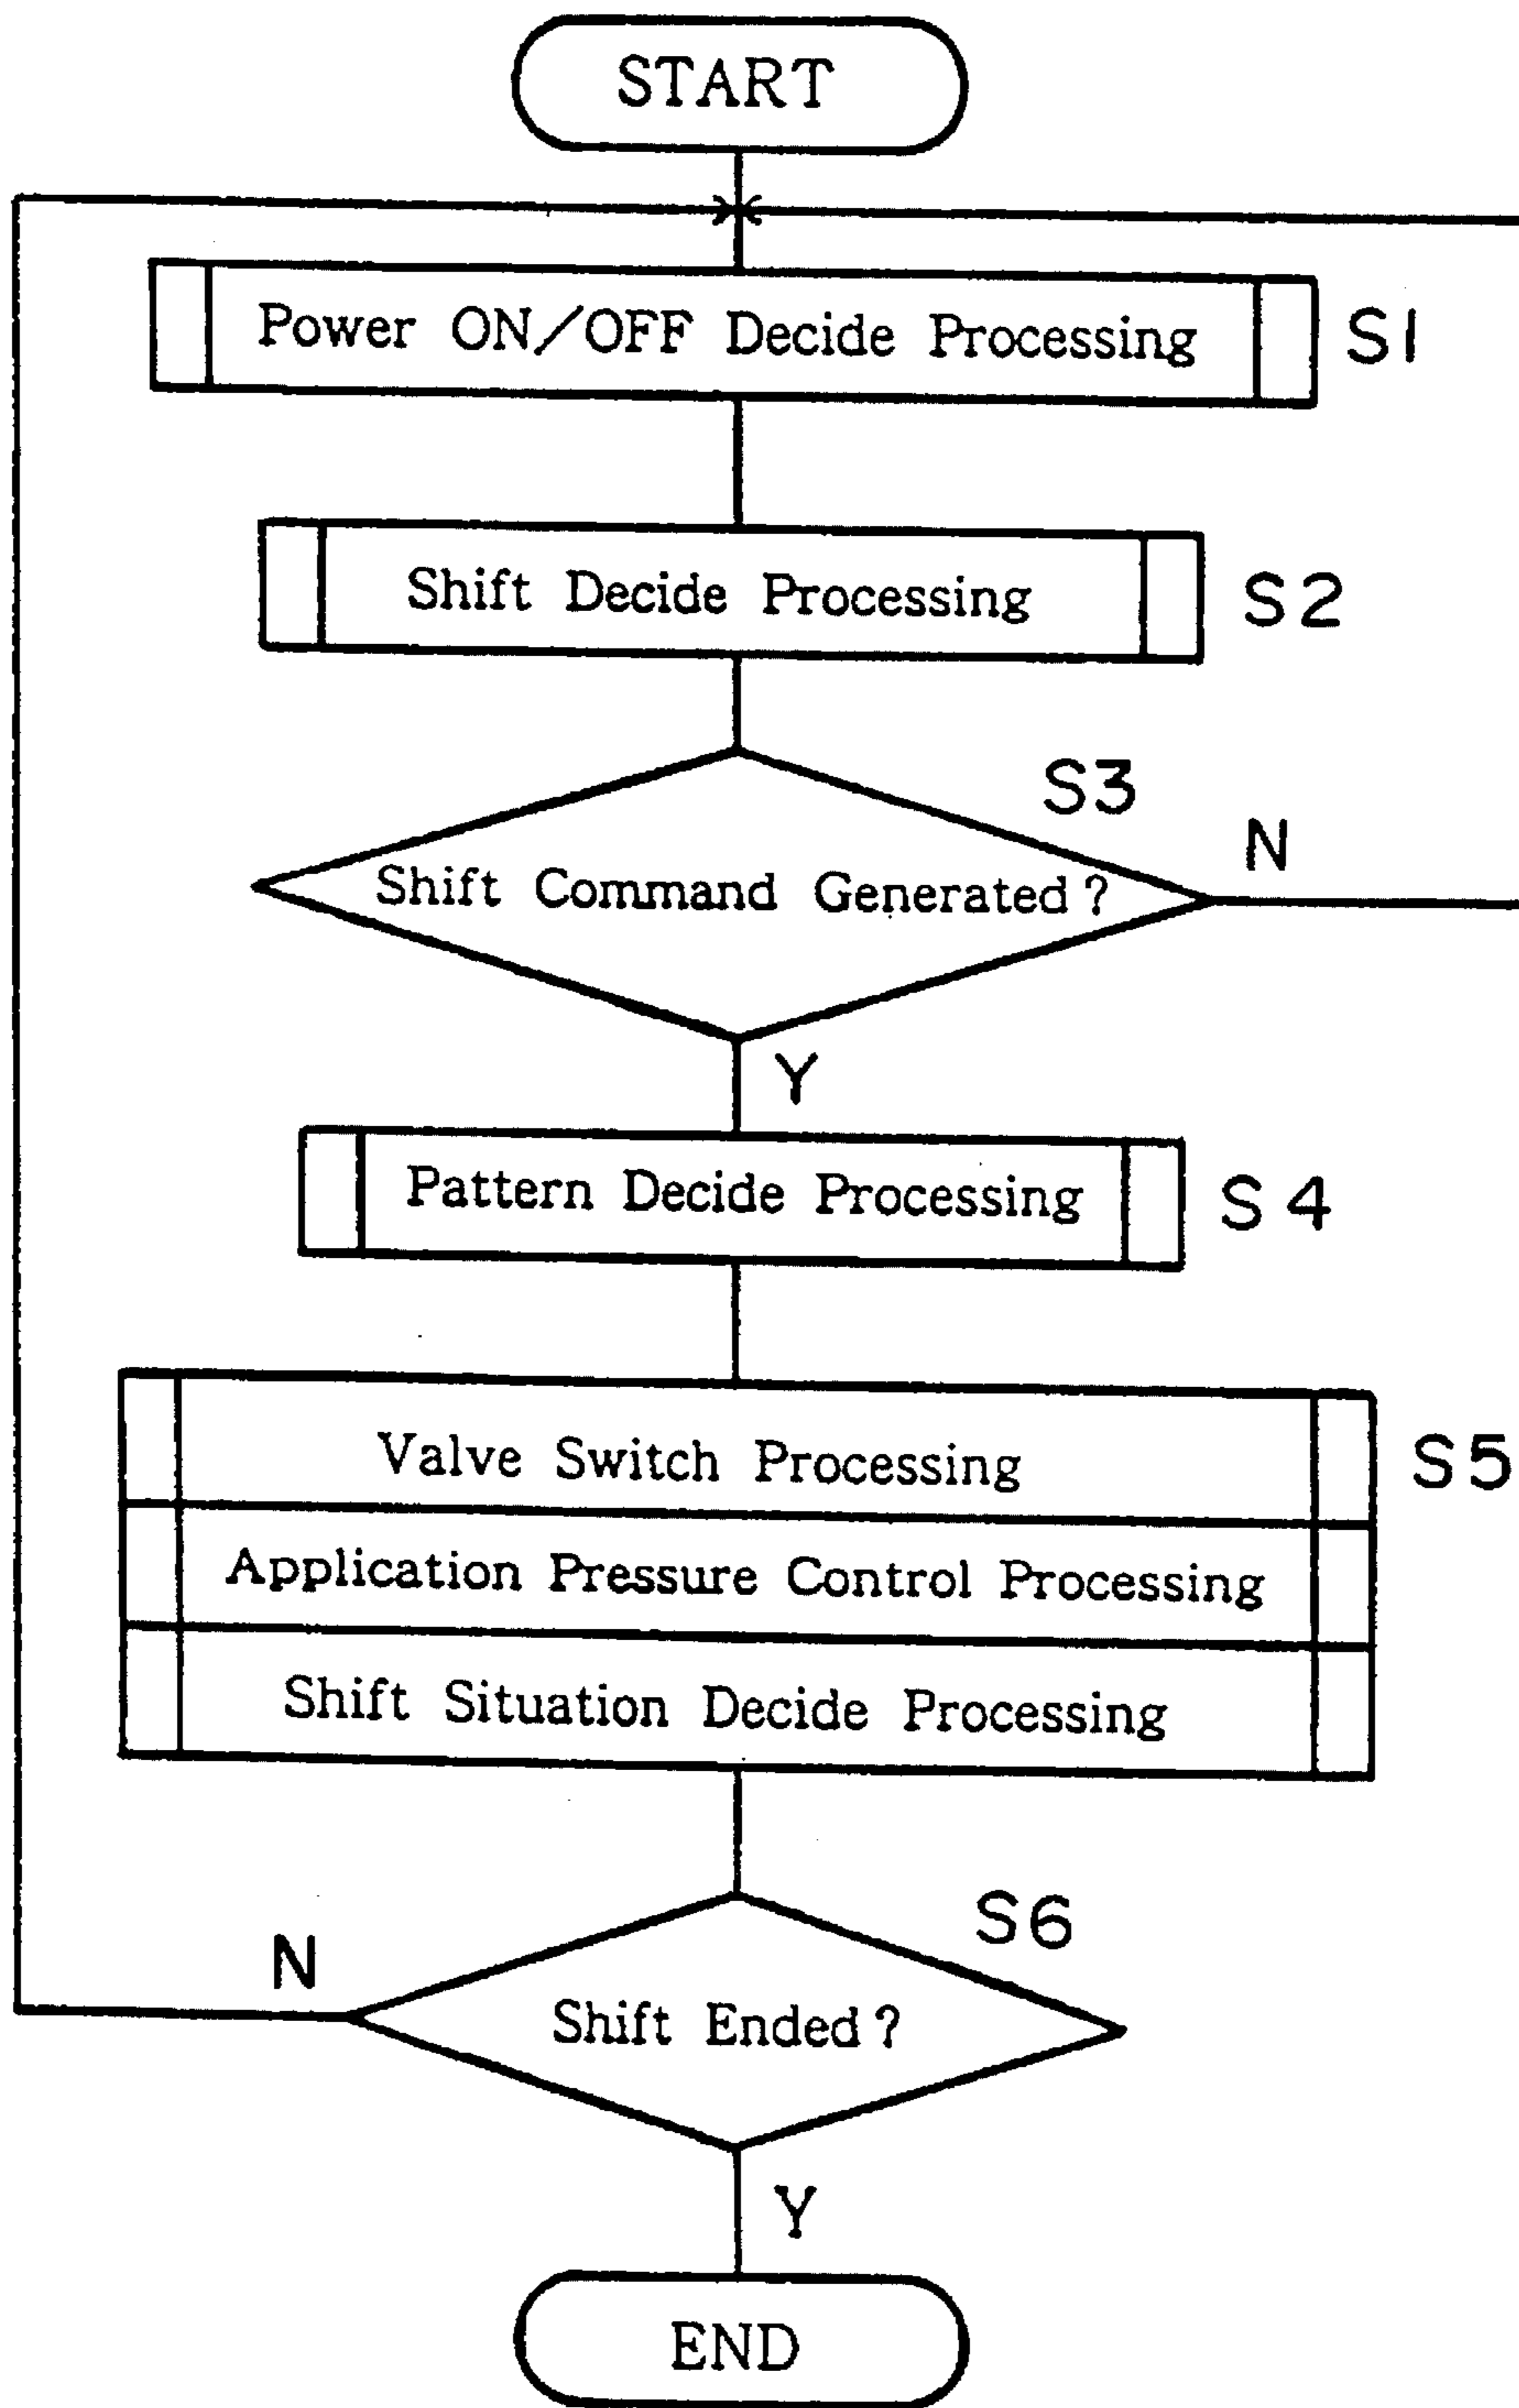 START
Power ON/OFF Decide Processing
S1
Shift Decide Processing
S2
S3
Shift Command Generated?
N
Y
Pattern Decide Processing
S4
Valve Switch Processing
S5
Application Pressure Control Processing
Shift Situation Decide Processing
S6
N
Shift Ended?
Y
END